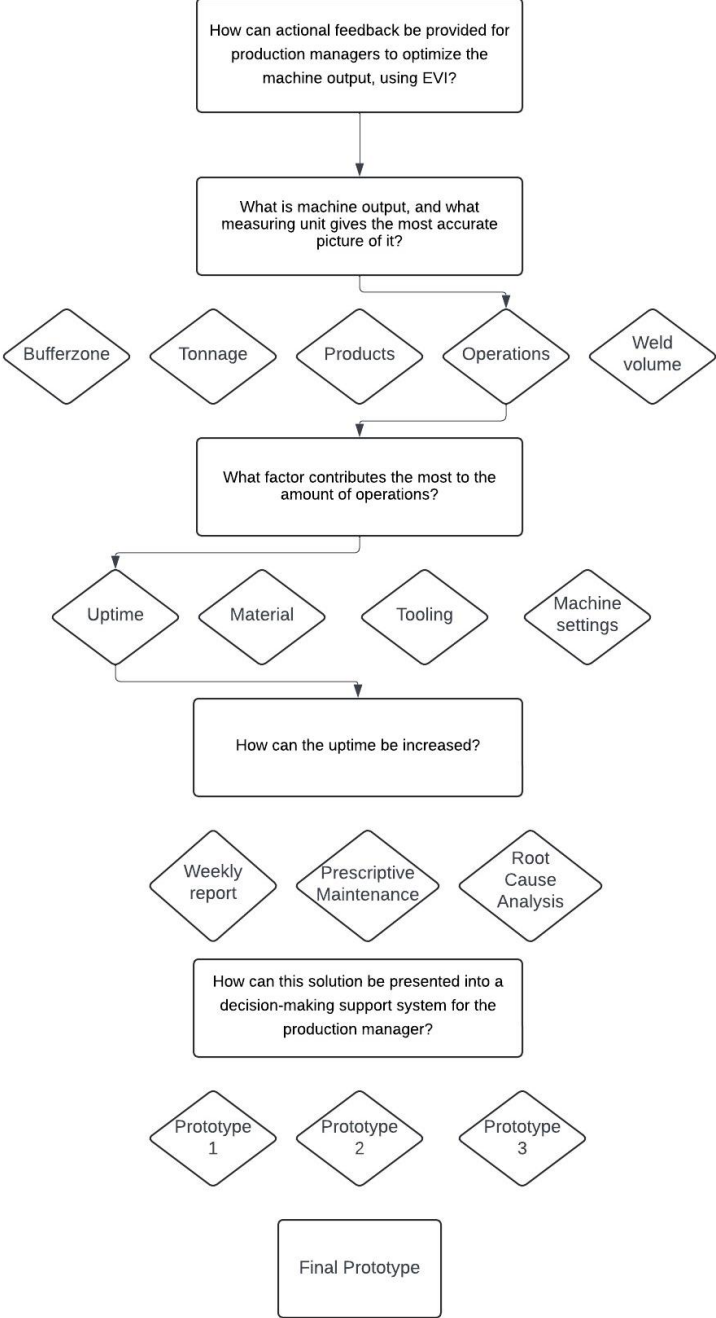 How can actional feedback be provided for
production managers to optimize the
machine output, using EVI?
What is machine output, and what
measuring unit gives the most accurate
picture of it?
Bufferzone
Tonnage
Products
Operations
Weld
volume
What factor contributes the most to the
amount of operations?
Uptime
Material
Tooling
Machine
settings
How can the uptime be increased?
Weekly
report
Prescriptive
Maintenance
Root
Cause
Analysis
How can this solution be presented into a
decision-making support system for the
production manager?
Prototype
1
Prototype
2
Prototype
3
Final Prototype